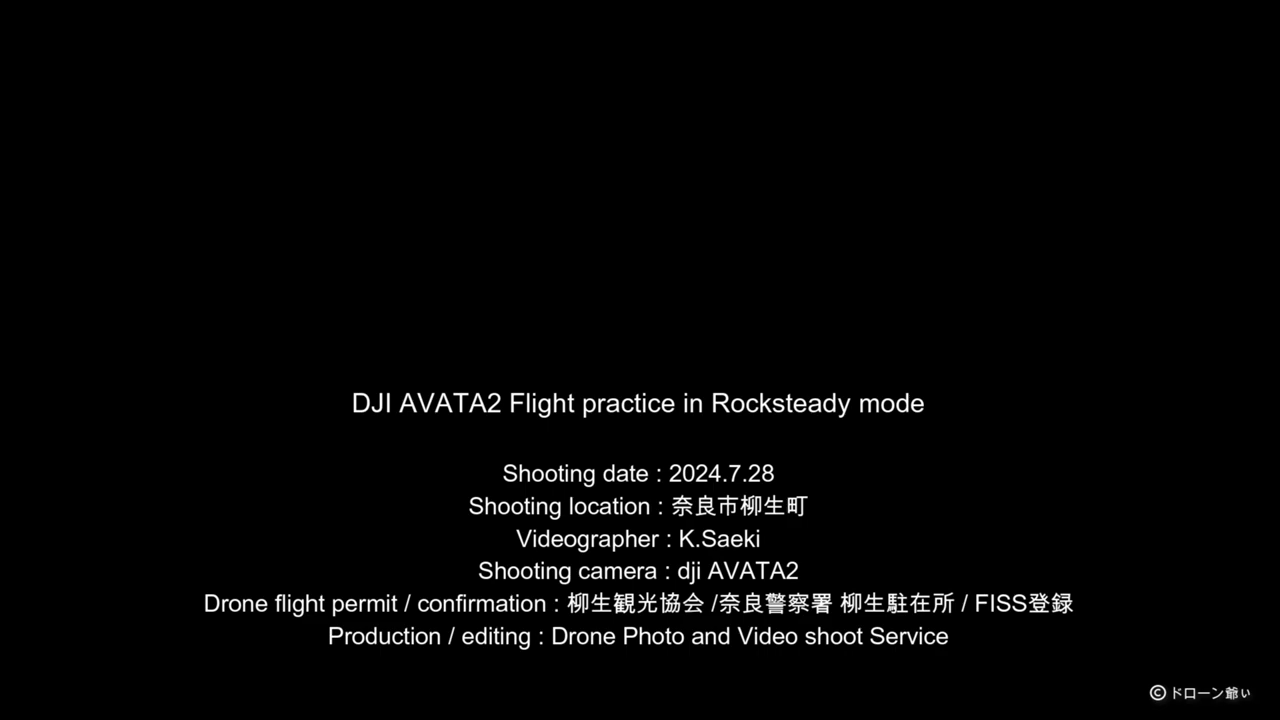 DJI AVATA2 Flight practice in Rocksteady mode
Shooting date : 2024.7.28
Shooting location : 奈良市柳生町
Videographer : K.Saeki
Shooting camera : dji AVATA2
Drone flight permit / confirmation : 柳生観光協会 /奈良警察署 柳生駐在所 / FISS登録
Production / editing : Drone Photo and Video shoot Service
© ドローン爺ぃ